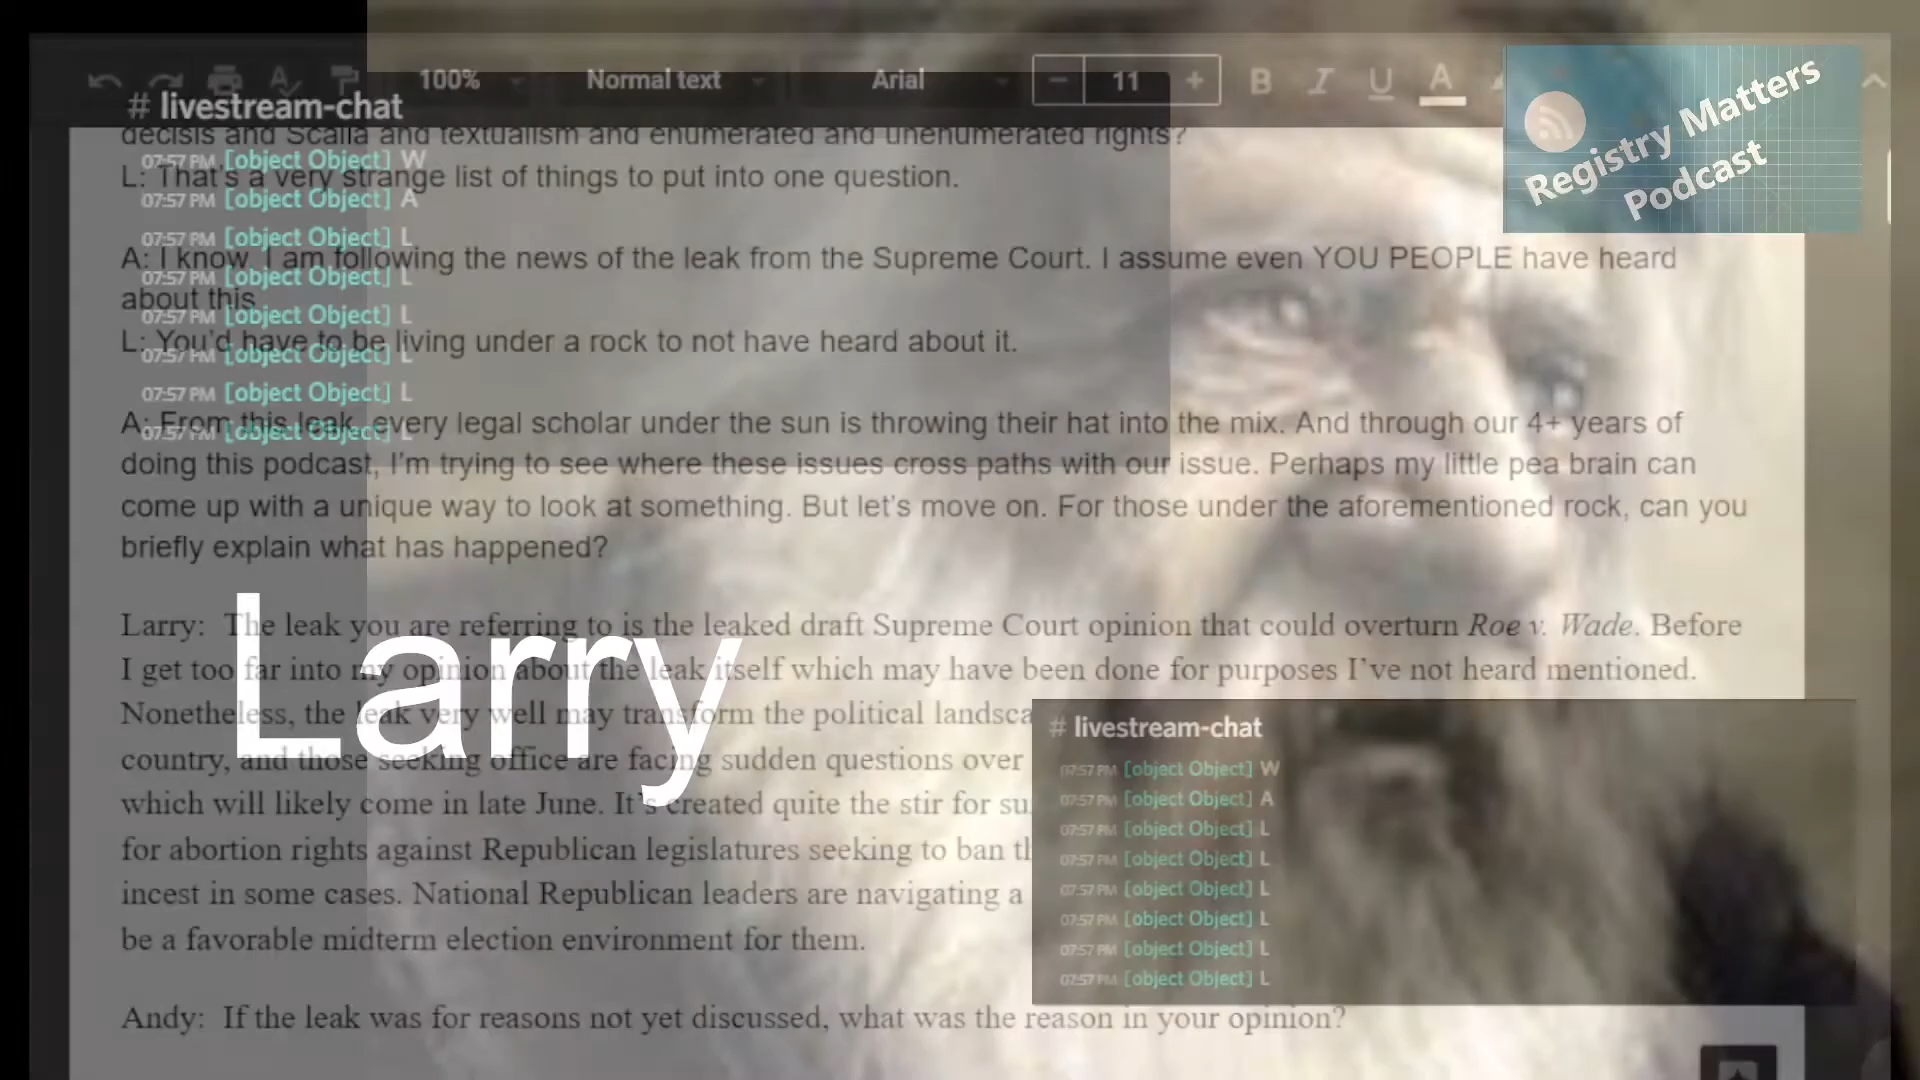 100% Normal text Arial − 11 + B I U A
Registry Matters
Podcast
# livestream-chat
decisis and Scalia and textualism and enumerated and unenumerated rights?
07:57 PM [object Object] W
L: That's a very strange list of things to put into one question.
07:57 PM [object Object] A
07:57 PM [object Object] L
A: I know, I am following the news of the leak from the Supreme Court. I assume even YOU PEOPLE have heard
07:57 PM [object Object] L
about this
07:57 PM [object Object] L
L: You'd have to be living under a rock to not have heard about it.
07:57 PM [object Object] L
07:57 PM [object Object] L
A: From this leak, every legal scholar under the sun is throwing their hat into the mix. And through our 4+ years of
07:57 PM [object Object] L
doing this podcast, I'm trying to see where these issues cross paths with our issue. Perhaps my little pea brain can
come up with a unique way to look at something. But let's move on. For those under the aforementioned rock, can you
briefly explain what has happened?
Larry: The leak you are referring to is the leaked draft Supreme Court opinion that could overturn Roe v. Wade. Before
I get too far into my opinion about the leak itself which may have been done for purposes I've not heard mentioned.
Nonetheless, the leak very well may transform the political landsca
country, and those seeking office are facing sudden questions over
which will likely come in late June. It's created quite the stir for su
for abortion rights against Republican legislatures seeking to ban th
incest in some cases. National Republican leaders are navigating a
be a favorable midterm election environment for them.
Larry
# livestream-chat
07:57 PM [object Object] W
07:57 PM [object Object] A
07:57 PM [object Object] L
07:57 PM [object Object] L
07:57 PM [object Object] L
07:57 PM [object Object] L
07:57 PM [object Object] L
07:57 PM [object Object] L
Andy: If the leak was for reasons not yet discussed, what was the reason in your opinion?